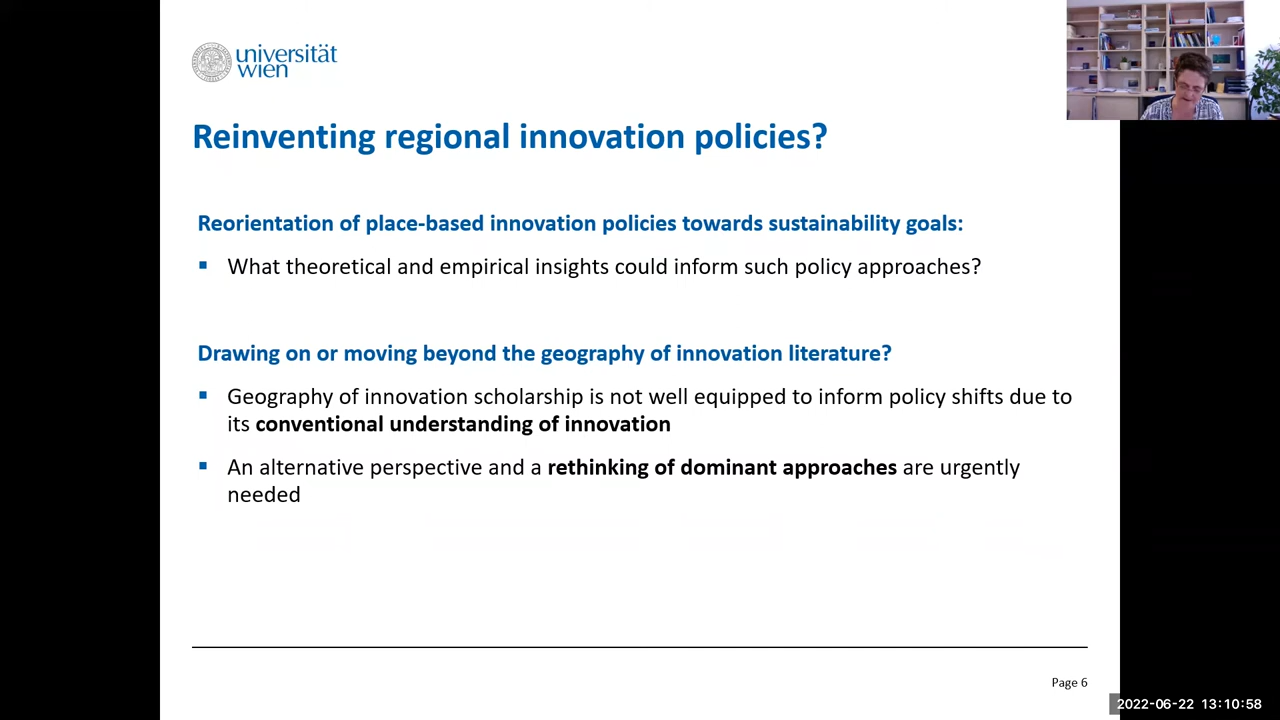 universität
wien
Reinventing regional innovation policies?
Reorientation of place-based innovation policies towards sustainability goals:
▪ What theoretical and empirical insights could inform such policy approaches?
Drawing on or moving beyond the geography of innovation literature?
▪ Geography of innovation scholarship is not well equipped to inform policy shifts due to
its conventional understanding of innovation
▪ An alternative perspective and a rethinking of dominant approaches are urgently
needed
Page 6
2022-06-22 13:10:58